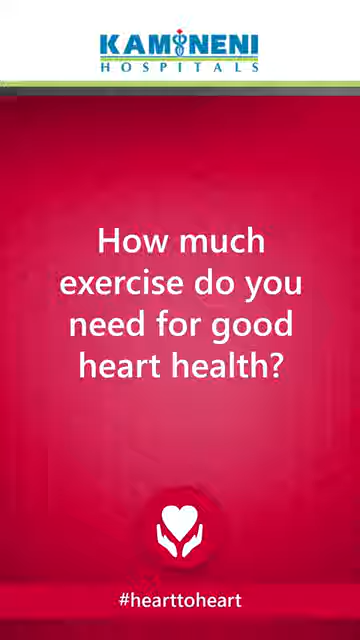 KAMINENI
HOSPITALS
How much
exercise do you
need for good
heart health?
#hearttoheart